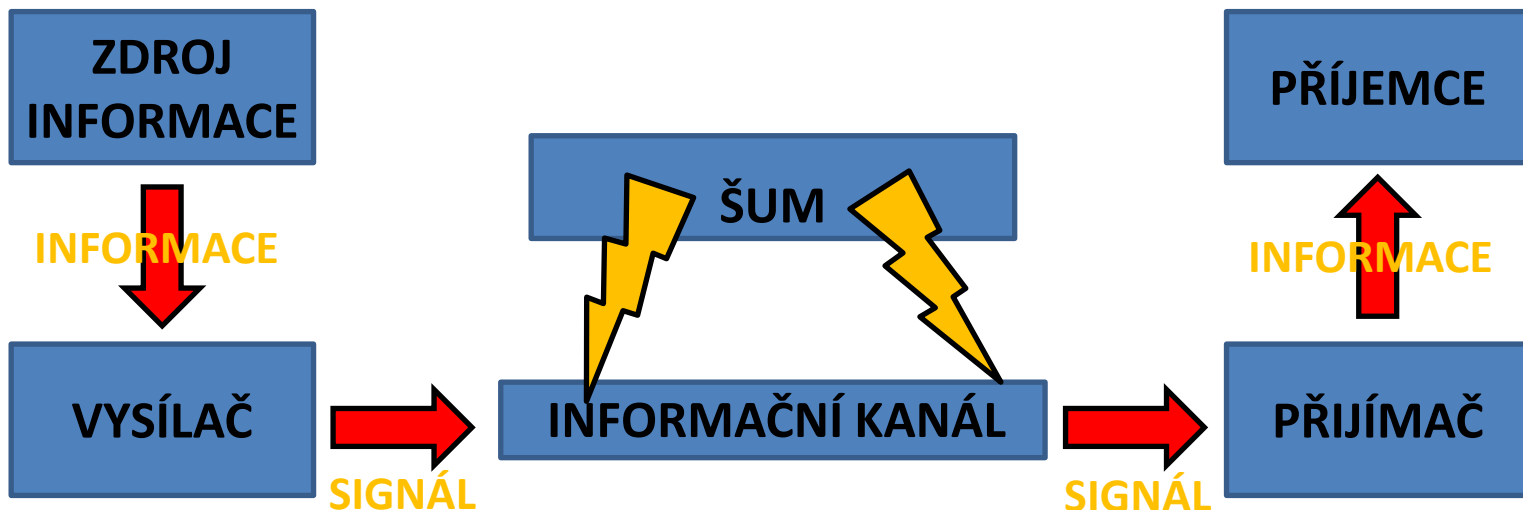 ZDROJ
INFORMACE
PŘÍJEMCE
ŠUM
INFORMACE
INFORMACE
VYSÍLAČ
INFORMAČNÍ KANÁL
PŘIJÍMAČ
SIGNÁL
SIGNÁL